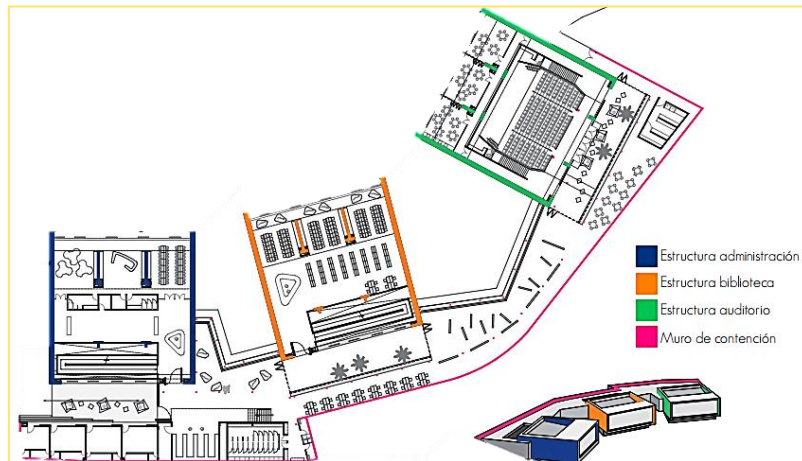 Estructura administración
Estructura biblioteca
Estructura auditorio
Muro de contención